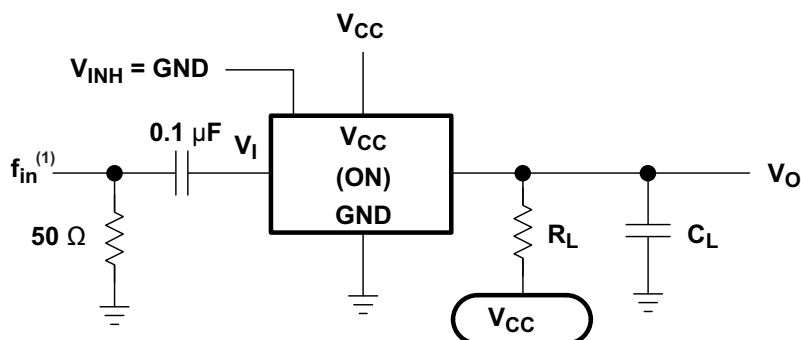 V_CC
V_INH = GND
0.1 µF
V_I
V_CC
f_in^(1)
(ON)
V_O
GND
50 Ω
R_L
C_L
V_CC